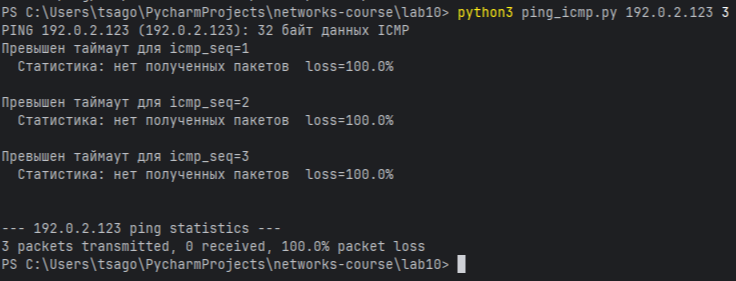 PS C:\Users\tsago\PycharmProjects\networks-course\lab10> python3 ping_icmp.py 192.0.2.123 3
PING 192.0.2.123 (192.0.2.123): 32 байт данных ICMP
Превышен таймаут для icmp_seq=1
  Статистика: нет полученных пакетов  loss=100.0%
Превышен таймаут для icmp_seq=2
  Статистика: нет полученных пакетов  loss=100.0%
Превышен таймаут для icmp_seq=3
  Статистика: нет полученных пакетов  loss=100.0%
--- 192.0.2.123 ping statistics ---
3 packets transmitted, 0 received, 100.0% packet loss
PS C:\Users\tsago\PycharmProjects\networks-course\lab10>